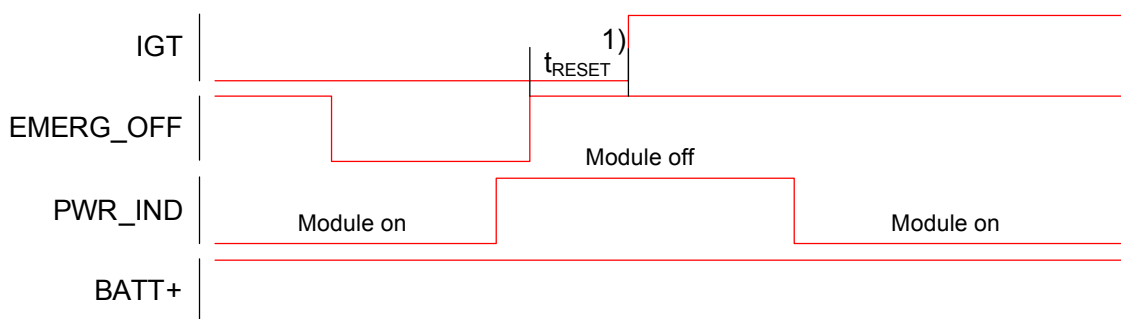 IGT
1)
tRESET
EMERG_OFF
Module off
PWR_IND
Module on
Module on
BATT+